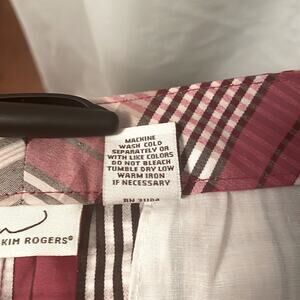 MACHINE
WASH COLD
SEPARATELY OR
WITH LIKE COLORS
DO NOT BLEACH
TUMBLE DRY LOW
WARM IRON
IF NECESSARY
KIM ROGERS®